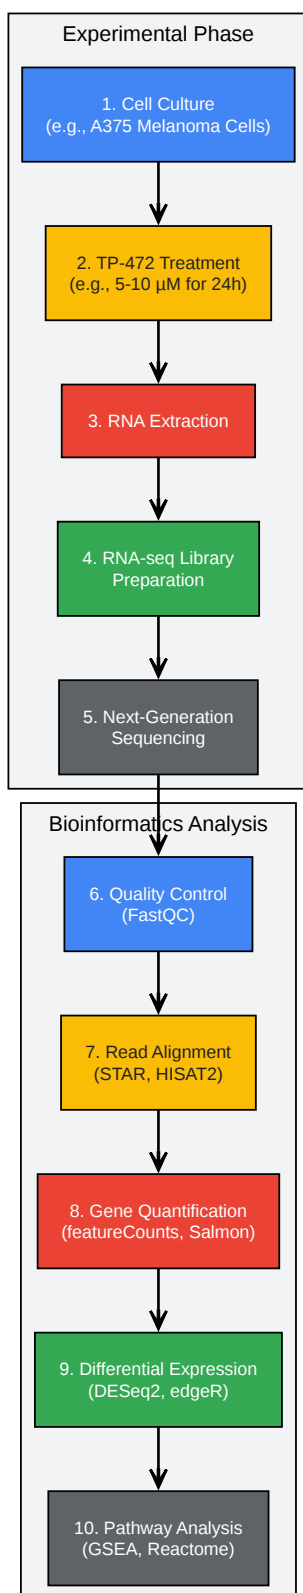 Experimental Phase
1. Cell Culture
(e.g., A375 Melanoma Cells)
2. TP-472 Treatment
(e.g., 5-10 µM for 24h)
3. RNA Extraction
4. RNA-seq Library
Preparation
5. Next-Generation
Sequencing
Bioinformatics Analysis
6. Quality Control
(FastQC)
7. Read Alignment
(STAR, HISAT2)
8. Gene Quantification
(featureCounts, Salmon)
9. Differential Expression
(DESeq2, edgeR)
10. Pathway Analysis
(GSEA, Reactome)